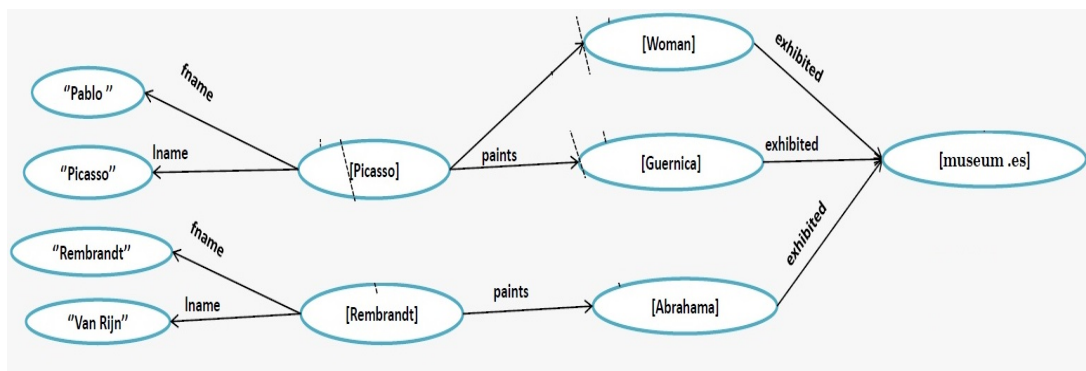 [Woman]
exhibited
fname
"Pablo "
lname
paints
exhibited
"Picasso"
[Picasso]
[Guernica]
[museum .es]
fname
"Rembrandt"
exhibited
lname
paints
"Van Rijn"
[Rembrandt]
[Abrahama]